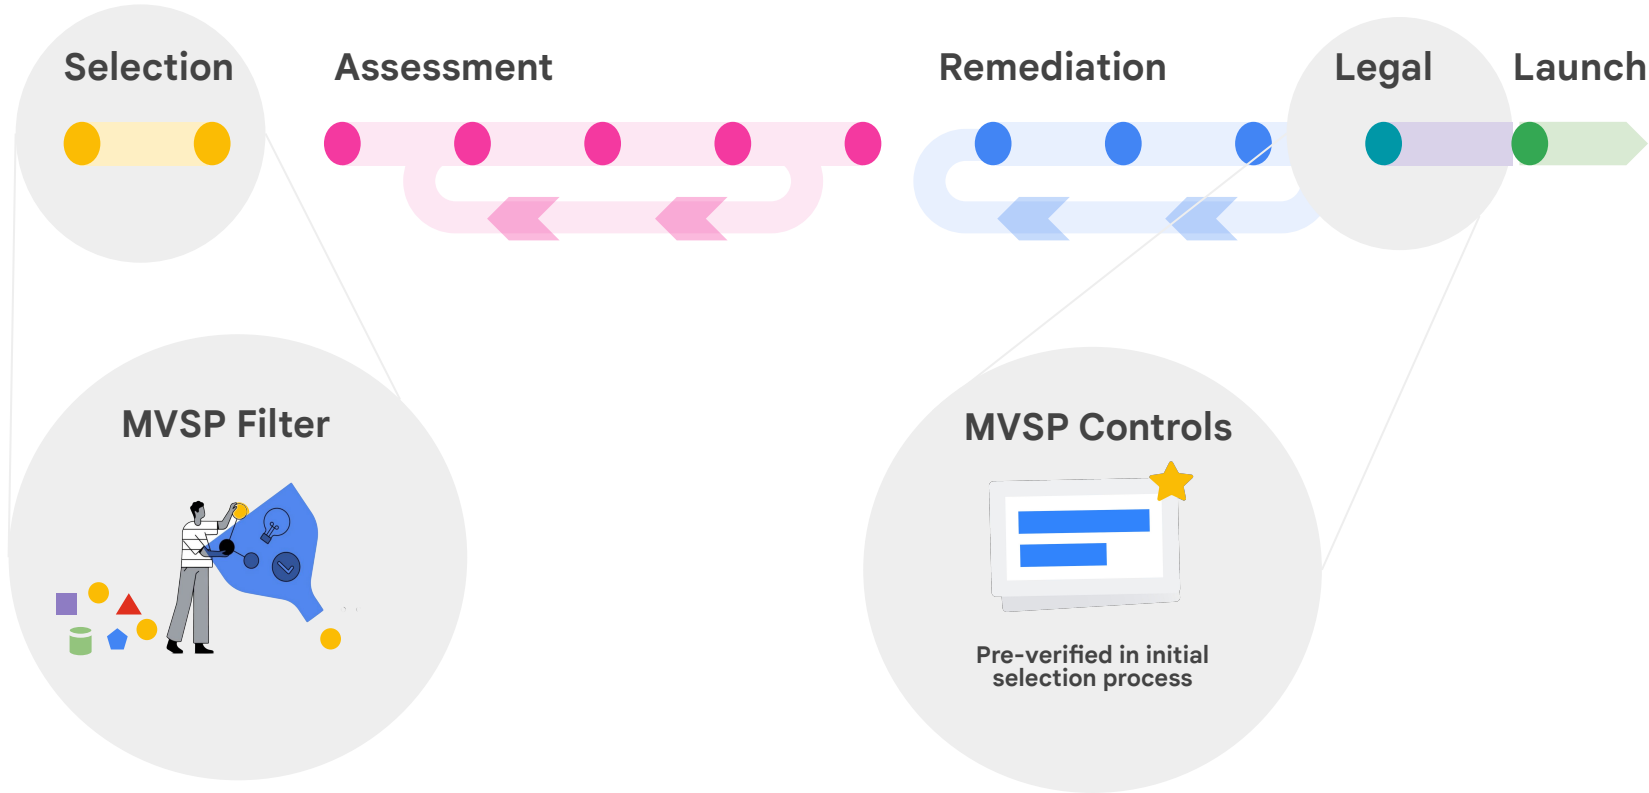 Selection
Assessment
Remediation
Legal
Launch
MVSP Filter
MVSP Controls
Pre-verified in initial
selection process